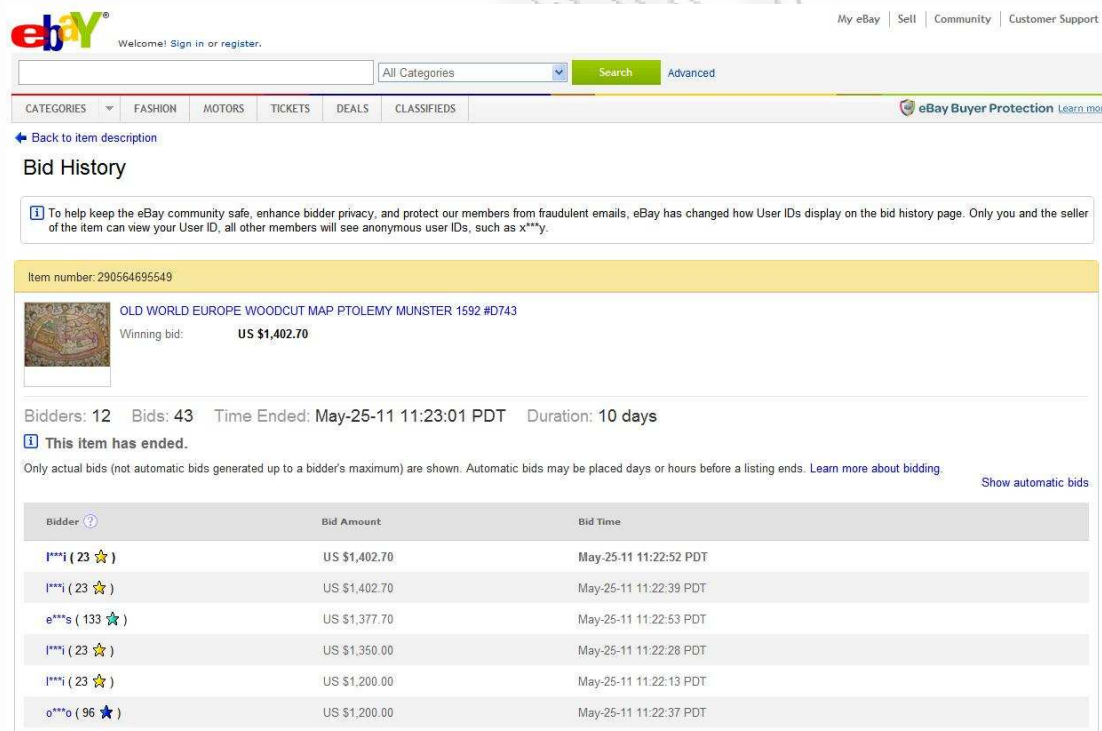 ebY®
Welcome! Sign in or register.
My eBay Sell Community Customer Support
All Categories Search Advanced
CATEGORIES FASHION MOTORS TICKETS DEALS CLASSIFIEDS
eBay Buyer Protection Learn mor
Back to item description
Bid History
To help keep the eBay community safe, enhance bidder privacy, and protect our members from fraudulent emails, eBay has changed how User IDs display on the bid history page. Only you and the seller
of the item can view your User ID, all other members will see anonymous user IDs, such as x***y.
Item number: 290564695549
OLD WORLD EUROPE WOODCUT MAP PTOLEMY MUNSTER 1592 #D743
Winning bid: US $1,402.70
Bidders: 12 Bids: 43 Time Ended: May-25-11 11:23:01 PDT Duration: 10 days
This item has ended.
Only actual bids (not automatic bids generated up to a bidder's maximum) are shown. Automatic bids may be placed days or hours before a listing ends. Learn more about bidding.
Show automatic bids
Bidder Bid Amount Bid Time
l***i ( 23 ) US $1,402.70 May-25-11 11:22:52 PDT
l***i ( 23 ) US $1,402.70 May-25-11 11:22:39 PDT
e***s ( 133 ) US $1,377.70 May-25-11 11:22:53 PDT
l***i ( 23 ) US $1,350.00 May-25-11 11:22:28 PDT
l***i ( 23 ) US $1,200.00 May-25-11 11:22:13 PDT
o***o ( 96 ) US $1,200.00 May-25-11 11:22:37 PDT